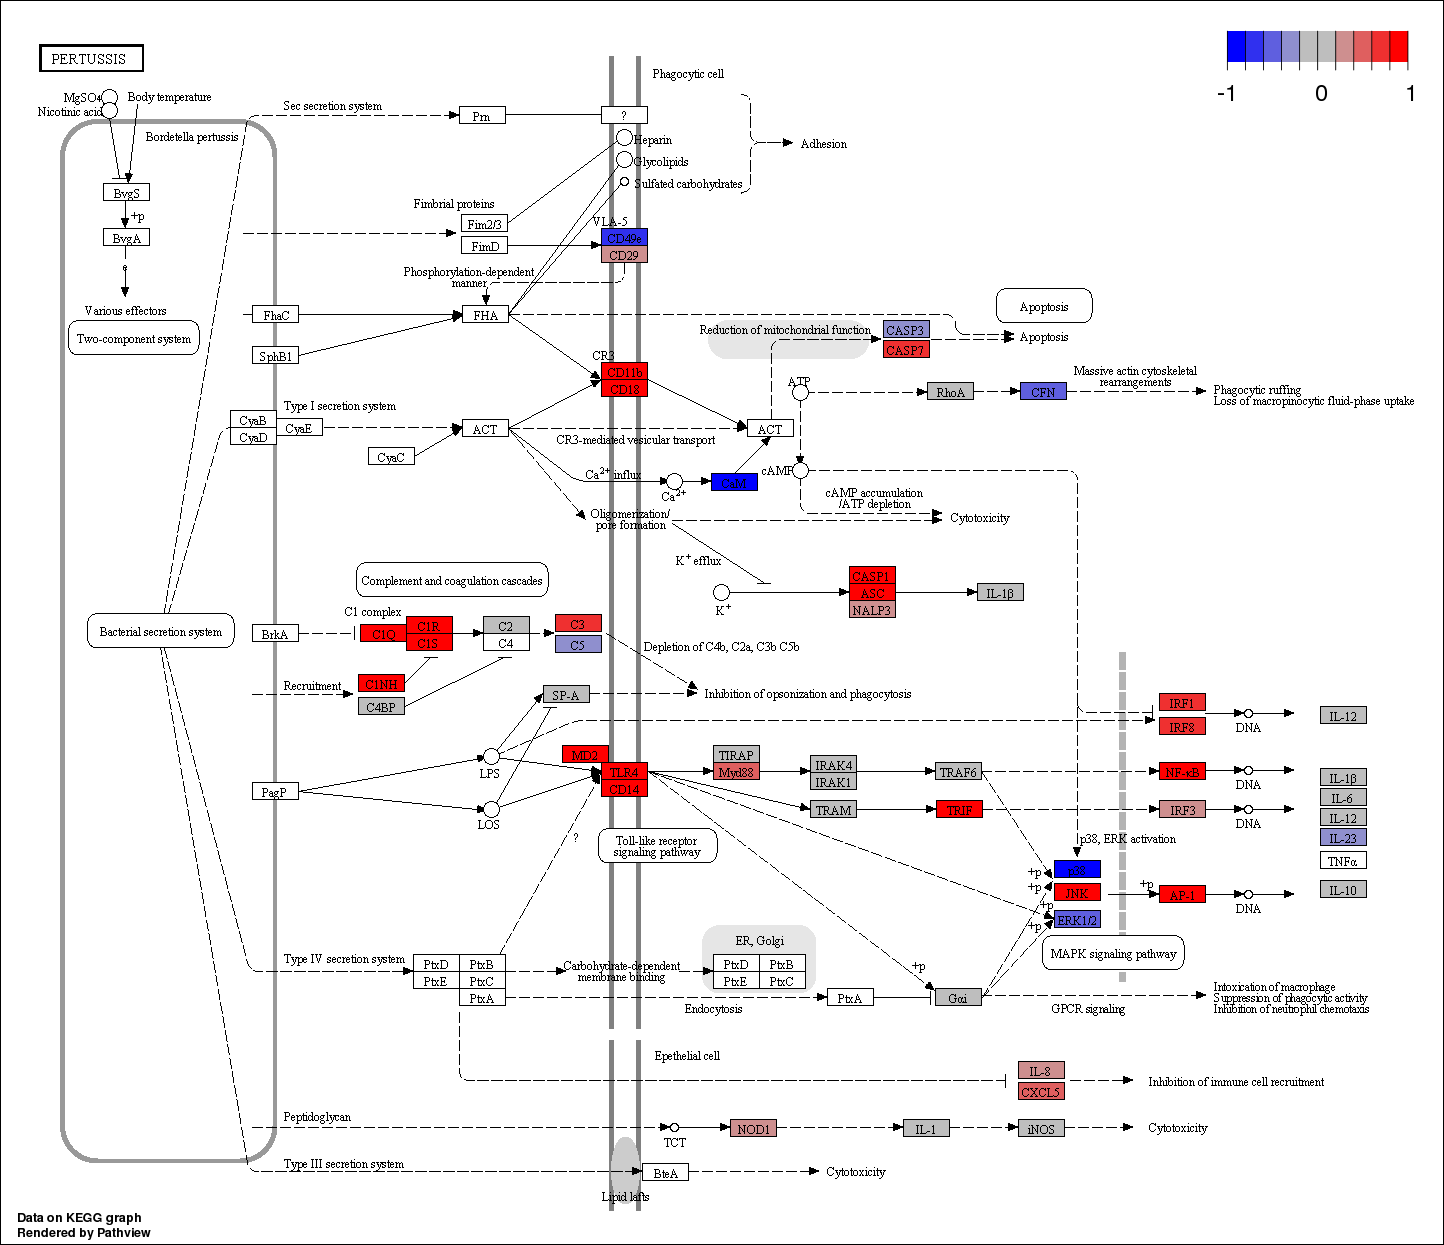 PERTUSSIS
-1 0 1
Phagocytic cell
MgSO4
Nicotinic acid
Body temperature
Bordetella pertussis
BvgS
+p
BvgA
e
Various effectors
Two-component system
Sec secretion system
Prn
?
Heparin
Glycolipids
Sulfated carbohydrates
Adhesion
Fimbrial proteins
Fim2/3
FimD
VLA-5
CD49e
CD29
Phosphorylation-dependent
manner
FhaC
FHA
SphB1
CR3
CD11b
CD18
Reduction of mitochondrial function
CASP3
CASP7
Apoptosis
Apoptosis
ATP
RhoA
CFN
Massive actin cytoskeletal
rearrangements
Phagocytic ruffing
Loss of macropinocytic fluid-phase uptake
Type I secretion system
CyaB
CyaD
CyaE
CyaC
ACT
CR3-mediated vesicular transport
ACT
Ca2+ influx
Ca2+
CaM
cAMP
cAMP accumulation
/ATP depletion
Cytotoxicity
Oligomerization/
pore formation
K+ efflux
K+
CASP1
ASC
NALP3
IL-1β
Complement and coagulation cascades
C1 complex
Bacterial secretion system
BrkA
C1Q
C1R
C1S
C2
C4
C3
C5
Depletion of C4b, C2a, C3b C5b
Recruitment
C1NH
C4BP
SP-A
Inhibition of opsonization and phagocytosis
LPS
PagP
LOS
MD2
TLR4
CD14
TIRAP
Myd88
IRAK4
IRAK1
TRAF6
TRAM
TRIF
IRF1
IRF8
DNA
IL-12
NF-κB
DNA
IRF3
DNA
IL-1β
IL-6
IL-12
IL-23
TNFα
IL-10
?
Toll-like receptor
signaling pathway
p38, ERK activation
+p
p38
+p
JNK
+p
AP-1
DNA
+p
ERK1/2
+p
MAPK signaling pathway
Type IV secretion system
PtxD
PtxB
PtxE
PtxC
PtxA
Carbohydrate-dependent
membrane binding
ER, Golgi
PtxD
PtxB
PtxE
PtxC
Endocytosis
PtxA
+p
Gαi
GPCR signaling
Intoxication of macrophage
Suppression of phagocytic activity
Inhibition of neutrophil chemotaxis
Epethelial cell
IL-8
CXCL5
Inhibition of immune cell recruitment
Peptidoglycan
TCT
NOD1
IL-1
iNOS
Cytotoxicity
Type III secretion system
BteA
Cytotoxicity
Lipid lafts
Data on KEGG graph
Rendered by Pathview